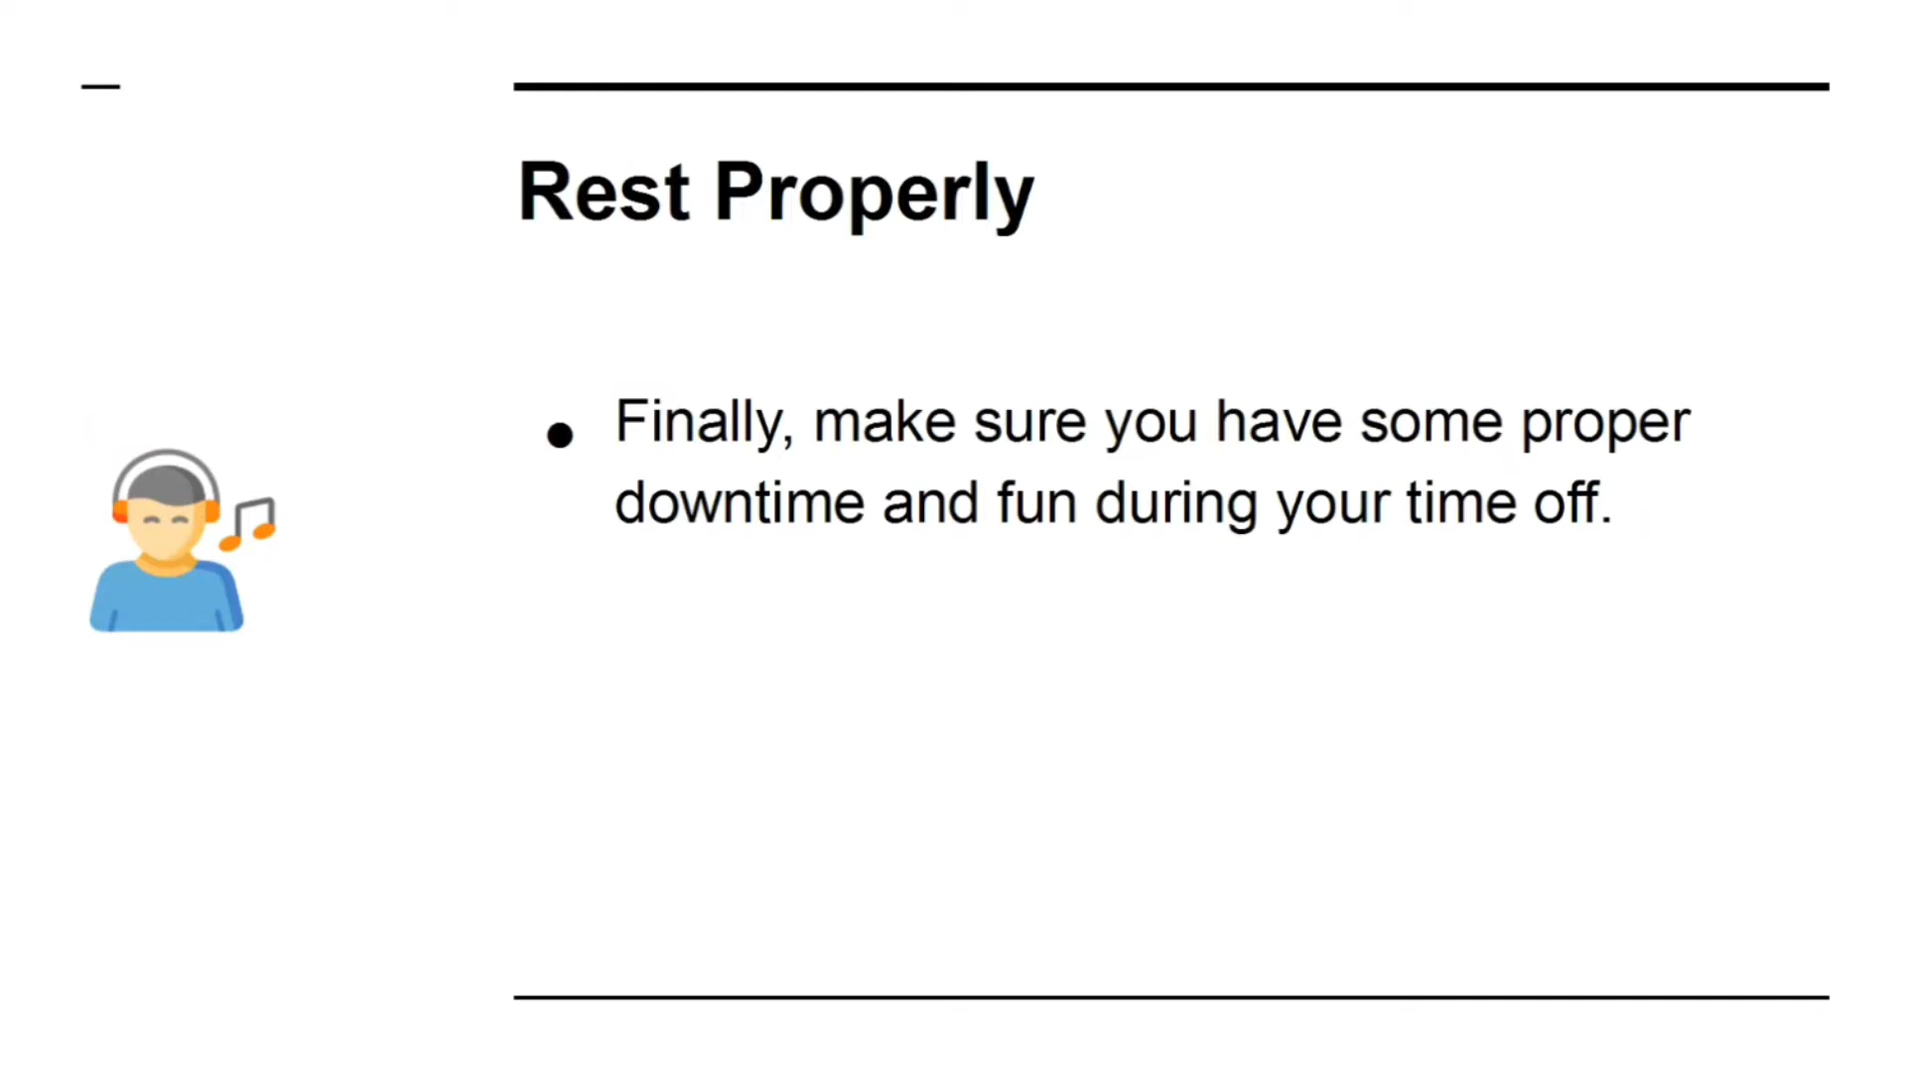 Rest Properly
● Finally, make sure you have some proper
downtime and fun during your time off.